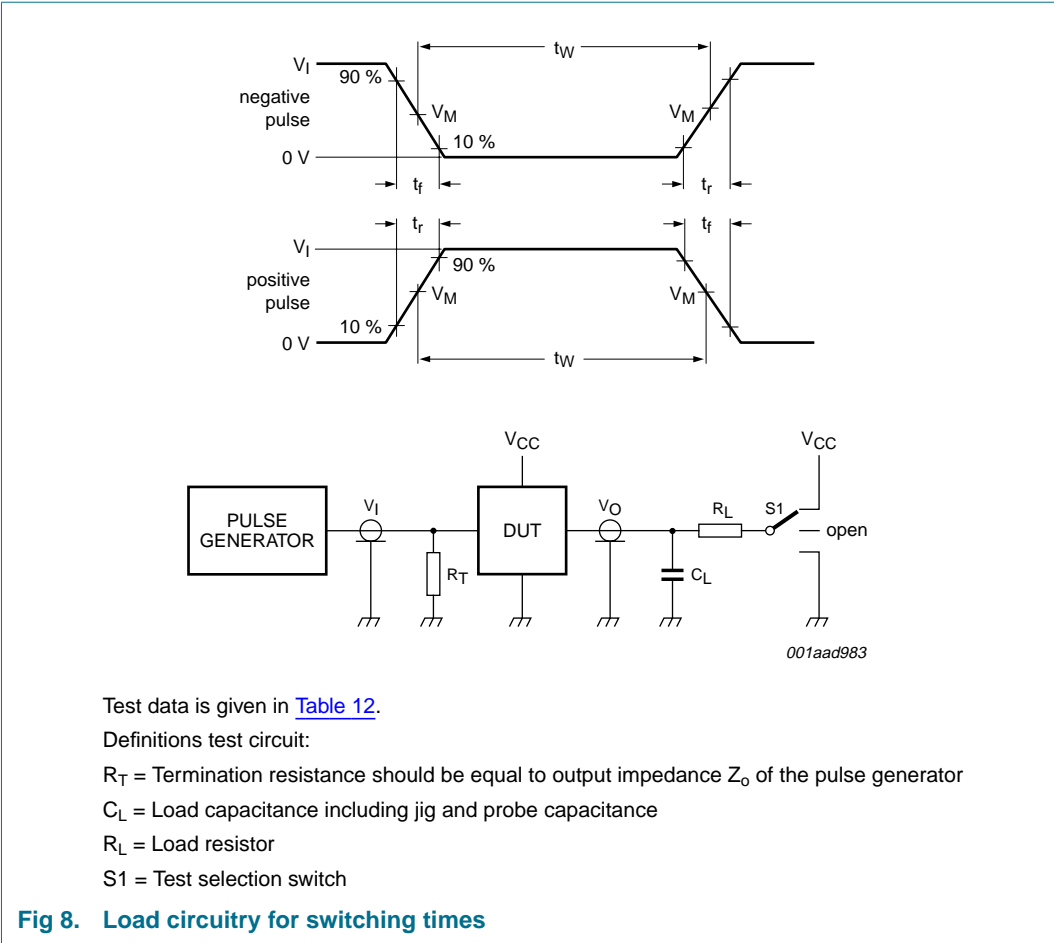 tW
VI
90 %
negative
pulse
VM
VM
10 %
0 V
tf
tr
tr
tf
VI
90 %
positive
pulse
VM
VM
10 %
0 V
tW
VCC
VCC
PULSE
GENERATOR
VI
DUT
VO
RL
S1
open
RT
CL
001aad983
Test data is given in Table 12.
Definitions test circuit:
RT = Termination resistance should be equal to output impedance Zo of the pulse generator
CL = Load capacitance including jig and probe capacitance
RL = Load resistor
S1 = Test selection switch
Fig 8. Load circuitry for switching times